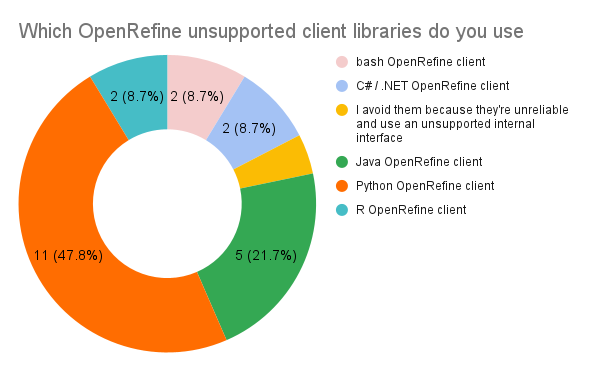 Which OpenRefine unsupported client libraries do you use
2 (8.7%)
2 (8.7%)
2 (8.7%)
11 (47.8%)
5 (21.7%)
bash OpenRefine client
C# / .NET OpenRefine client
I avoid them because they're unreliable
and use an unsupported internal
interface
Java OpenRefine client
Python OpenRefine client
R OpenRefine client